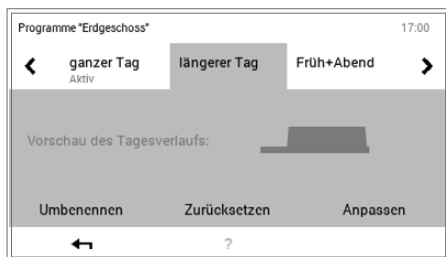 Programme "Erdgeschoss" 17:00
ganzer Tag längerer Tag Früh+Abend
Aktiv
Vorschau des Tagesverlaufs:
Umbenennen Zurücksetzen Anpassen
?